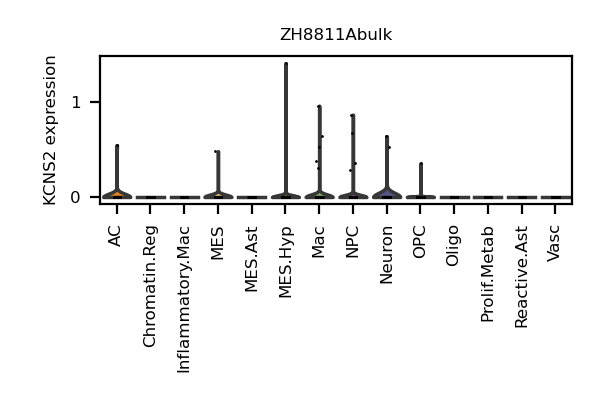 ZH8811Abulk
KCNS2 expression
1
0
AC
Chromatin.Reg
Inflammatory.Mac
MES
MES.Ast
MES.Hyp
Mac
NPC
Neuron
OPC
Oligo
Prolif.Metab
Reactive.Ast
Vasc